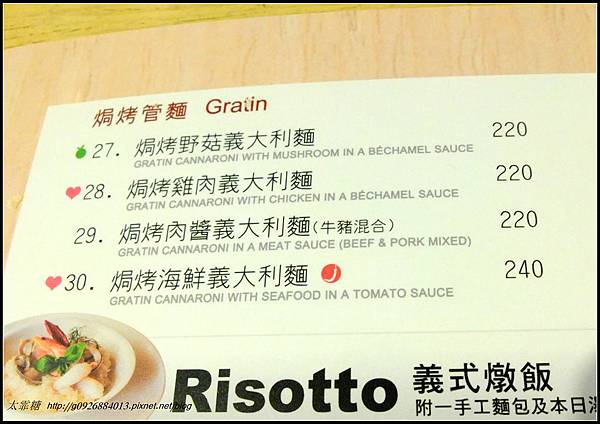 焗烤管麵 Gratin
27. 焗烤野菇義大利麵 220
GRATIN CANNARONI WITH MUSHROOM IN A BÉCHAMEL SAUCE
28. 焗烤雞肉義大利麵 220
GRATIN CANNARONI WITH CHICKEN IN A BÉCHAMEL SAUCE
29. 焗烤肉醬義大利麵(牛豬混合) 220
GRATIN CANNARONI IN A MEAT SAUCE (BEEF & PORK MIXED)
30. 焗烤海鮮義大利麵 240
GRATIN CANNARONI WITH SEAFOOD IN A TOMATO SAUCE
Risotto 義式燉飯
附一手工麵包及本日
太霏糖 http://g0926884013.pixnet.net/blog